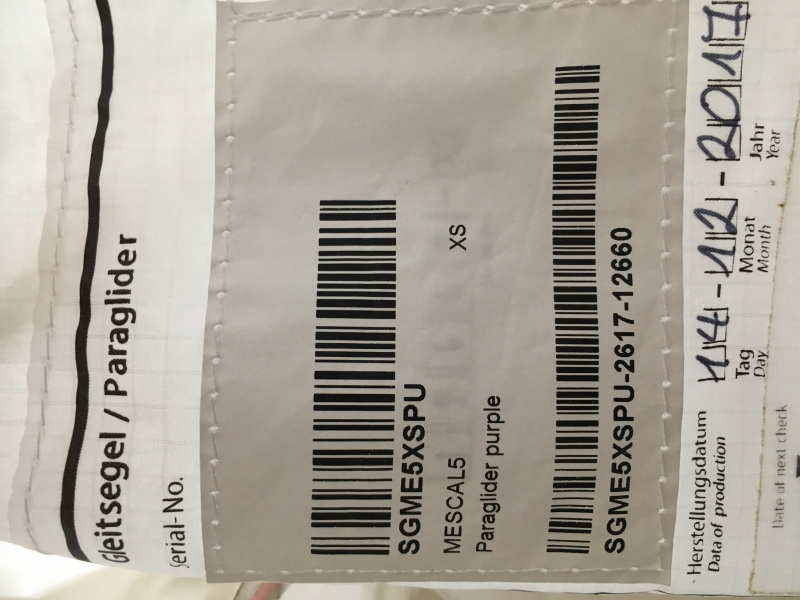 Gleitsegel / Paraglider
Serial-No.
SGME5XSPU
MESCAL5 XS
Paraglider purple
SGME5XSPU-2617-12660
- Herstellungsdatum 14-12-2017
Data of production
Tag Monat Jahr
Day Month Year
Date of next check